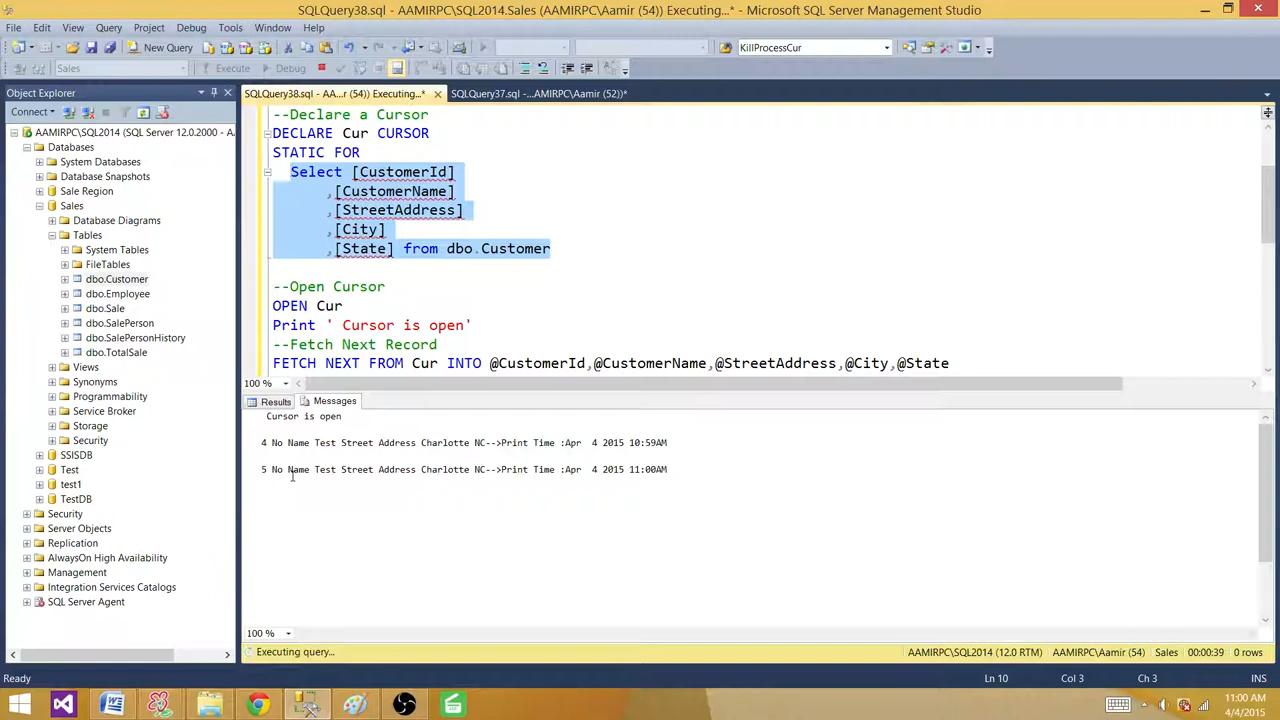 SQLQuery38.sql - AAMIRPC\SQL2014.Sales (AAMIRPC\Aamir (54)) Executing...* - Microsoft SQL Server Management Studio
File Edit View Query Project Debug Tools Window Help
New Query KillProcessCur
Sales Execute Debug
Object Explorer
Connect
AAMIRPC\SQL2014 (SQL Server 12.0.2000 - A
Databases
System Databases
Database Snapshots
Sale Region
Sales
Database Diagrams
Tables
System Tables
FileTables
dbo.Customer
dbo.Employee
dbo.Sale
dbo.SalePerson
dbo.SalePersonHistory
dbo.TotalSale
Views
Synonyms
Programmability
Service Broker
Storage
Security
SSISDB
Test
test1
TestDB
Security
Server Objects
Replication
AlwaysOn High Availability
Management
Integration Services Catalogs
SQL Server Agent
SQLQuery38.sql - AA...r (54)) Executing...* SQLQuery37.sql -...AMIRPC\Aamir (52))*
--Declare a Cursor
DECLARE Cur CURSOR
STATIC FOR
Select [CustomerId]
,[CustomerName]
,[StreetAddress]
,[City]
,[State] from dbo.Customer
--Open Cursor
OPEN Cur
Print ' Cursor is open'
--Fetch Next Record
FETCH NEXT FROM Cur INTO @CustomerId,@CustomerName,@StreetAddress,@City,@State
100 %
Results Messages
Cursor is open
4 No Name Test Street Address Charlotte NC-->Print Time :Apr  4 2015 10:59AM
5 No Name Test Street Address Charlotte NC-->Print Time :Apr  4 2015 11:00AM
100 %
Executing query... AAMIRPC\SQL2014 (12.0 RTM) AAMIRPC\Aamir (54) Sales 00:00:39 0 rows
Ready Ln 10 Col 3 Ch 3 INS
11:00 AM
4/4/2015